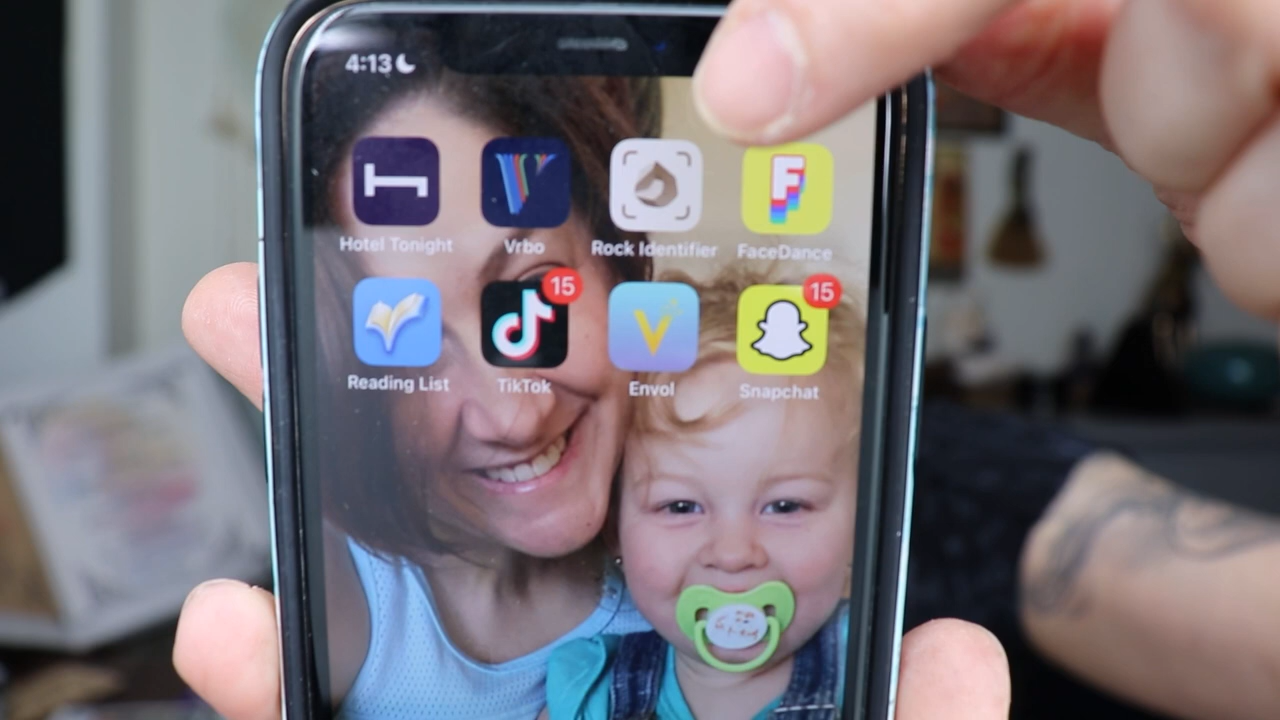 4:13
Hotel Tonight Vrbo Rock Identifier FaceDance
F
15 15
Reading List TikTok Envol Snapchat